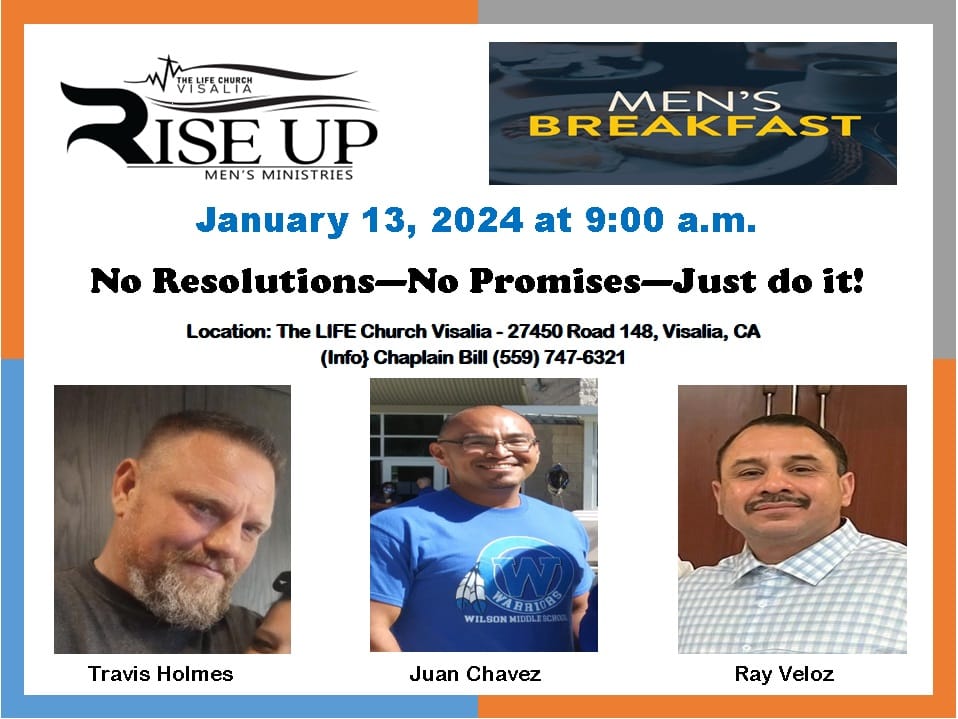 THE LIFE CHURCH
VISALIA
RISE UP
MEN'S MINISTRIES
MEN'S
BREAKFAST
January 13, 2024 at 9:00 a.m.
No Resolutions—No Promises—Just do it!
Location: The LIFE Church Visalia - 27450 Road 148, Visalia, CA
(Info} Chaplain Bill (559) 747-6321
W
WARRIORS
WILSON MIDDLE SCHOOL
Travis Holmes
Juan Chavez
Ray Veloz